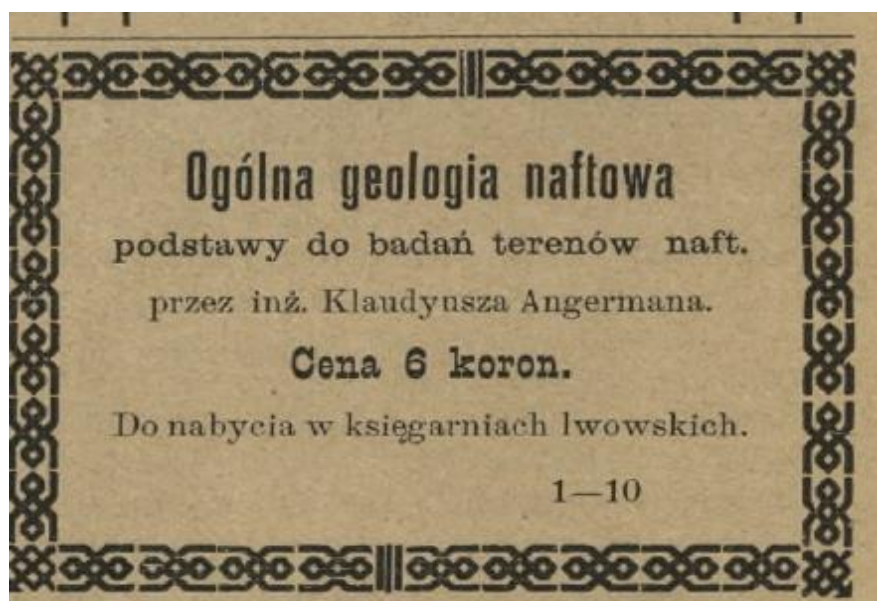 Ogólna geologia naftowa
podstawy do badań terenów naft.
przez inż. Klaudyusza Angermana.
Cena 6 koron.
Do nabycia w księgarniach lwowskich.
1—10